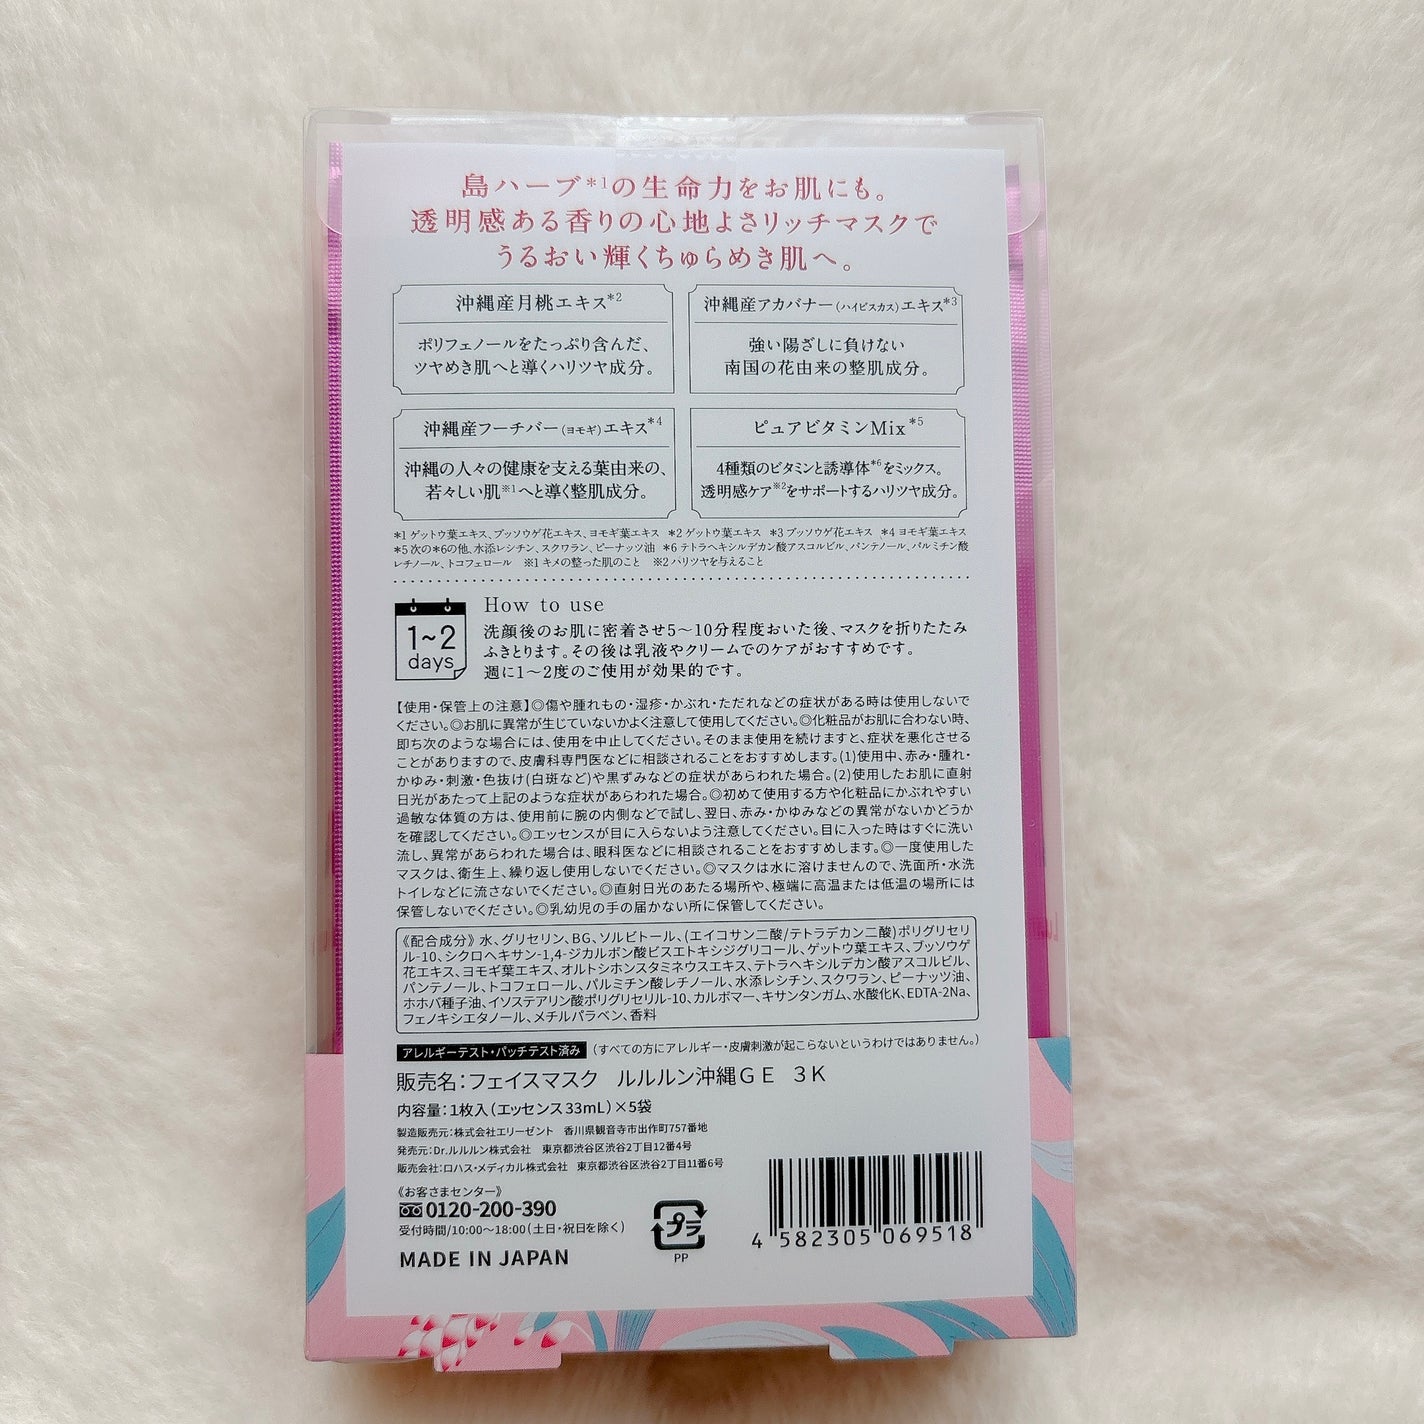 島ハーブ*1の生命力をお肌にも。
透明感ある香りの心地よさリッチマスクで
うるおい輝くちゅらめき肌へ。
沖縄産月桃エキス*2
ポリフェノールをたっぷり含んだ、
ツヤめき肌へと導くハリツヤ成分。
沖縄産アカバナー(ハイビスカス)エキス*3
強い陽ざしに負けない
南国の花由来の整肌成分。
沖縄産フーチバー(ヨモギ)エキス*4
沖縄の人々の健康を支える葉由来の、
若々しい肌※1へと導く整肌成分。
ピュアビタミンMix*5
4種類のビタミンと誘導体*6をミックス。
透明感ケア※2をサポートするハリツヤ成分。
*1 ゲットウ葉エキス、ブッソウゲ花エキス、ヨモギ葉エキス *2 ゲットウ葉エキス *3 ブッソウゲ花エキス *4 ヨモギ葉エキス
*5 次の*6の他、水添レシチン、スクワラン、ピーナッツ油 *6 テトラヘキシルデカン酸アスコルビル、パンテノール、パルミチン酸
レチノール、トコフェロール ※1 キメの整った肌のこと ※2 ハリツヤを与えること
1~2
days
How to use
洗顔後のお肌に密着させ5〜10分程度おいた後、マスクを折りたたみ
ふきとります。その後は乳液やクリームでのケアがおすすめです。
週に1〜2度のご使用が効果的です。
【使用・保管上の注意】◎傷や腫れもの・湿疹・かぶれ・ただれなどの症状がある時は使用しないで
ください。◎お肌に異常が生じていないかよく注意して使用してください。◎化粧品がお肌に合わない時、
即ち次のような場合には、使用を中止してください。そのまま使用を続けますと、症状を悪化させる
ことがありますので、皮膚科専門医などに相談されることをおすすめします。(1)使用中、赤み・腫れ・
かゆみ・刺激・色抜け(白斑など)や黒ずみなどの症状があらわれた場合。(2)使用したお肌に直射
日光があたって上記のような症状があらわれた場合。◎初めて使用する方や化粧品にかぶれやすい
過敏な体質の方は、使用前に腕の内側などで試し、翌日、赤み・かゆみなどの異常がないかどうか
を確認してください。◎エッセンスが目に入らないよう注意してください。目に入った時はすぐに洗い
流し、異常があらわれた場合は、眼科医などに相談されることをおすすめします。◎一度使用した
マスクは、衛生上、繰り返し使用しないでください。◎マスクは水に溶けませんので、洗面所・水洗
トイレなどに流さないでください。◎直射日光のあたる場所や、極端に高温または低温の場所には
保管しないでください。◎乳幼児の手の届かない所に保管してください。
《配合成分》水、グリセリン、BG、ソルビトール、(エイコサン二酸/テトラデカン二酸)ポリグリセリ
ル-10、シクロヘキサン-1,4-ジカルボン酸ビスエトキシジグリコール、ゲットウ葉エキス、ブッソウゲ
花エキス、ヨモギ葉エキス、オルトシホンスタミネウスエキス、テトラヘキシルデカン酸アスコルビル、
パンテノール、トコフェロール、パルミチン酸レチノール、水添レシチン、スクワラン、ピーナッツ油、
ホホバ種子油、イソステアリン酸ポリグリセリル-10、カルボマー、キサンタンガム、水酸化K、EDTA-2Na、
フェノキシエタノール、メチルパラベン、香料
アレルギーテスト・パッチテスト済み (すべての方にアレルギー・皮膚刺激が起こらないというわけではありません。)
販売名:フェイスマスク ルルルン沖縄GE 3K
内容量:1枚入(エッセンス33mL)×5袋
製造販売元:株式会社エリーゼント 香川県観音寺市出作町757番地
発売元:Dr.ルルルン株式会社 東京都渋谷区渋谷2丁目12番4号
販売会社:ロハス・メディカル株式会社 東京都渋谷区渋谷2丁目11番6号
《お客さまセンター》
0120-200-390
受付時間/10:00〜18:00(土日・祝日を除く)
MADE IN JAPAN
プラ
PP
4 582305 069518